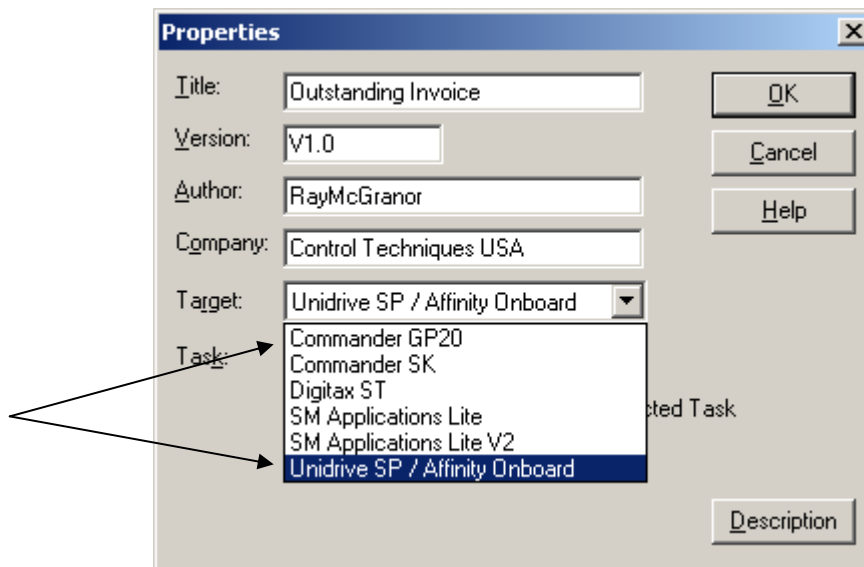 Properties
Title: Outstanding Invoice
OK
Version: V1.0
Cancel
Author: RayMcGranor
Help
Company: Control Techniques USA
Target: Unidrive SP / Affinity Onboard
Task:
Commander GP20
Commander SK
Digitax ST
SM Applications Lite
cted Task
SM Applications Lite V2
Unidrive SP / Affinity Onboard
Description